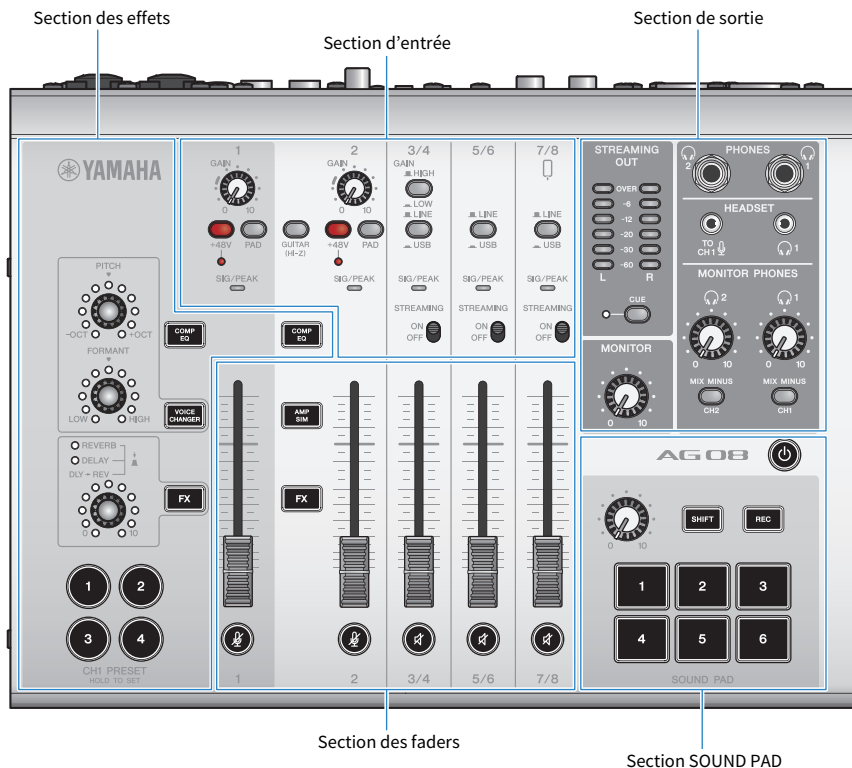 Section des effets
Section d'entrée
Section de sortie
YAMAHA
PITCH
-OCT +OCT
FORMANT
LOW HIGH
REVERB
DELAY
DLY + REV
0 10
COMP EQ
VOICE CHANGER
FX
1 2
3 4
CH1 PRESET
HOLD TO SET
1 2 3/4 5/6 7/8
GAIN GAIN GAIN
HIGH
LOW
0 10 0 10
LINE LINE LINE
USB USB USB
+48V PAD GUITAR (HI-Z) +48V PAD
SIG/PEAK SIG/PEAK SIG/PEAK SIG/PEAK
STREAMING STREAMING STREAMING
ON ON ON
OFF OFF OFF
COMP EQ
AMP SIM
FX
1 2 3/4 5/6 7/8
STREAMING OUT
OVER
-6
-12
-20
-30
-60
L R
CUE
MONITOR
0 10
PHONES
2 1
HEADSET
TO CH1 1
MONITOR PHONES
2 1
0 10 0 10
MIX MINUS MIX MINUS
CH2 CH1
AG08
0 10
SHIFT REC
1 2 3
4 5 6
SOUND PAD
Section des faders
Section SOUND PAD